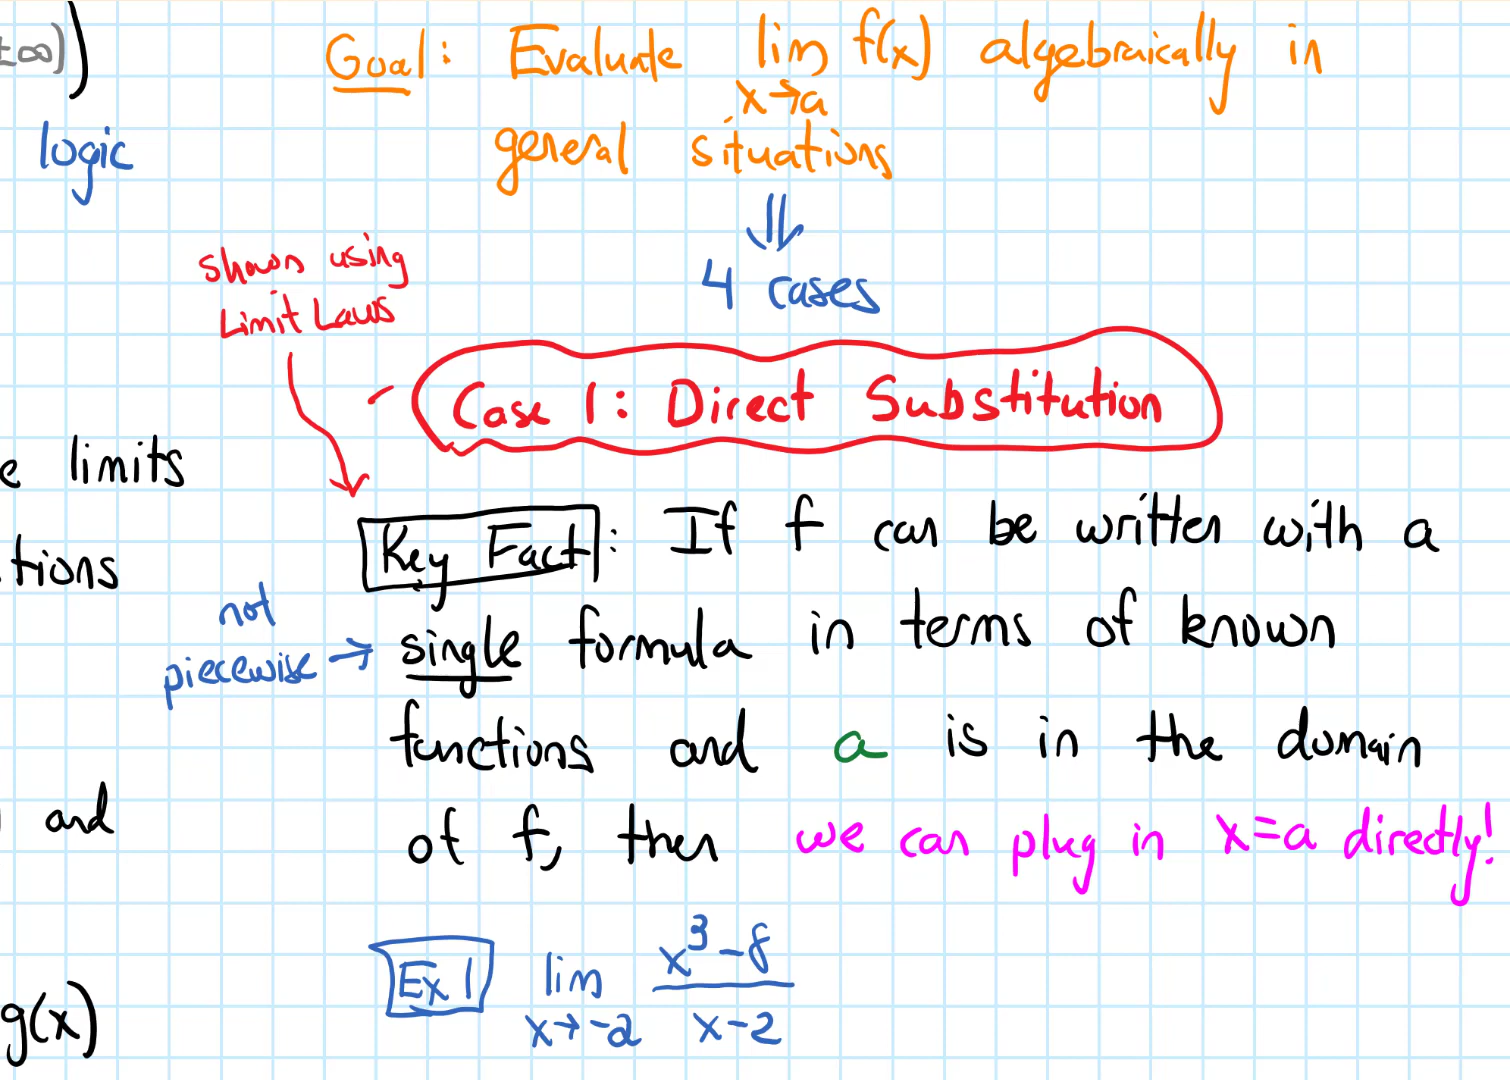 ±∞))
logic
e limits
tions
and
g(x)
Goal: Evaluate lim f(x) algebraically in
x→a
general situations
⇓
4 cases
shown using
Limit Laws
Case 1: Direct Substitution
Key Fact: If f can be written with a
not
piecewise → single formula in terms of known
functions and a is in the domain
of f, then we can plug in x=a directly!
Ex 1 lim x³-8
x→-2 x-2